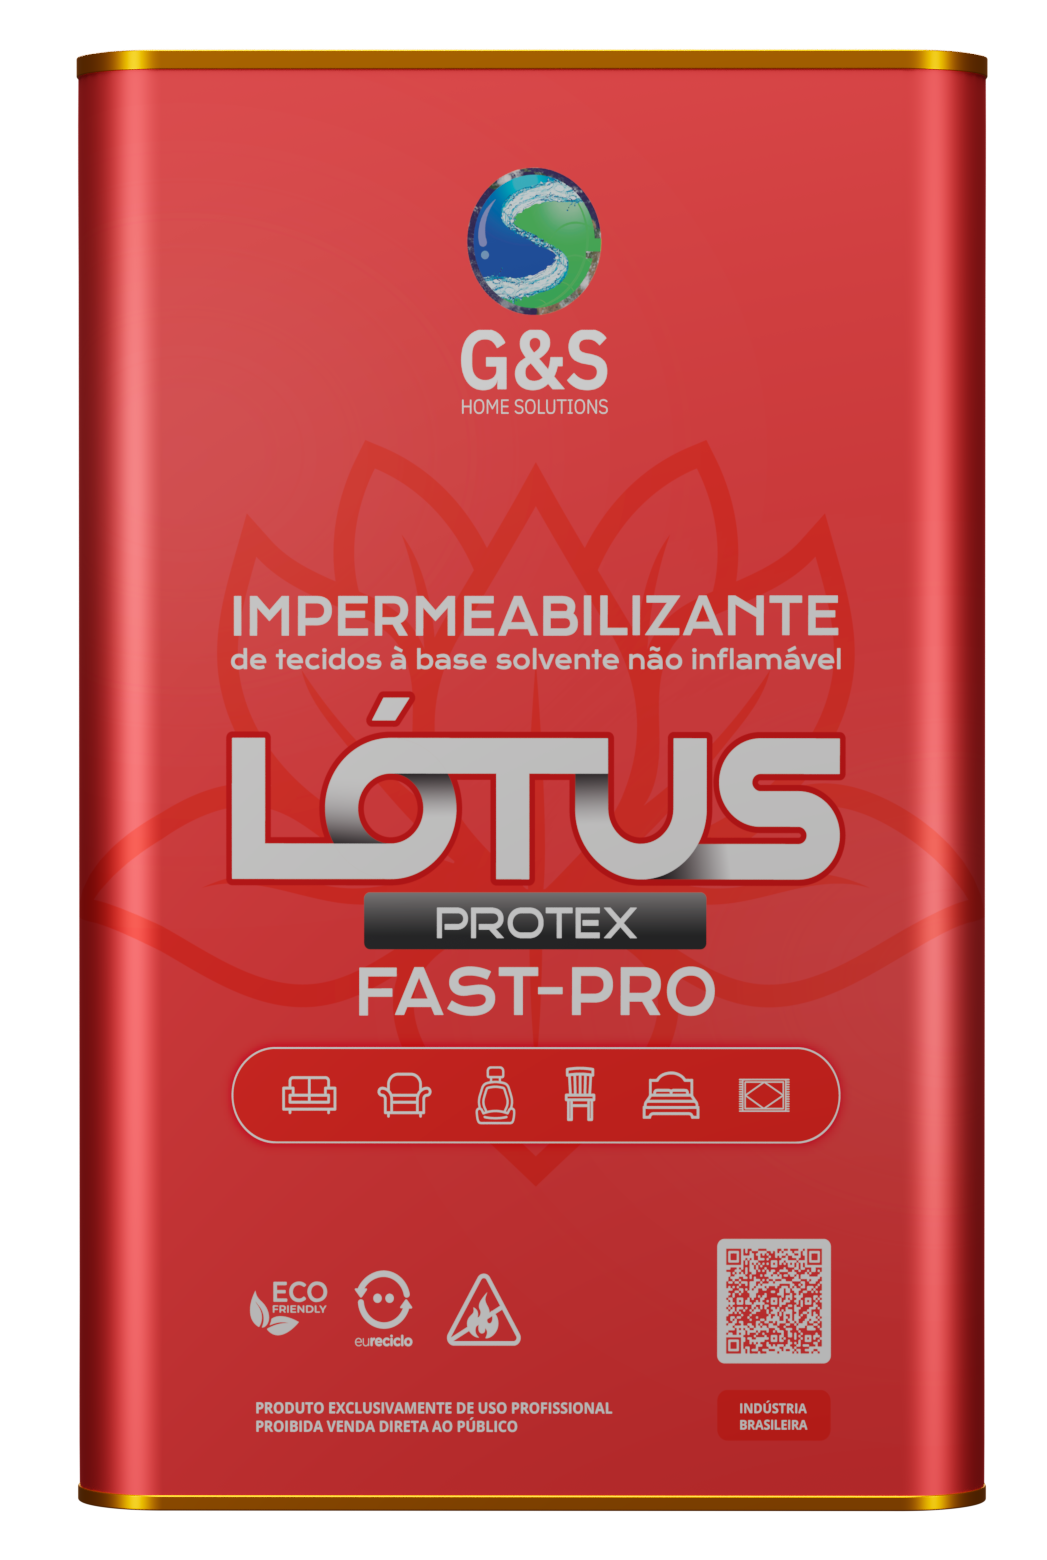 G&S
HOME SOLUTIONS
IMPERMEABILIZANTE
de tecidos à base solvente não inflamável
LÓTUS
PROTEX
FAST-PRO
ECO
FRIENDLY
eureciclo
PRODUTO EXCLUSIVAMENTE DE USO PROFISSIONAL
PROIBIDA VENDA DIRETA AO PÚBLICO
INDÚSTRIA
BRASILEIRA